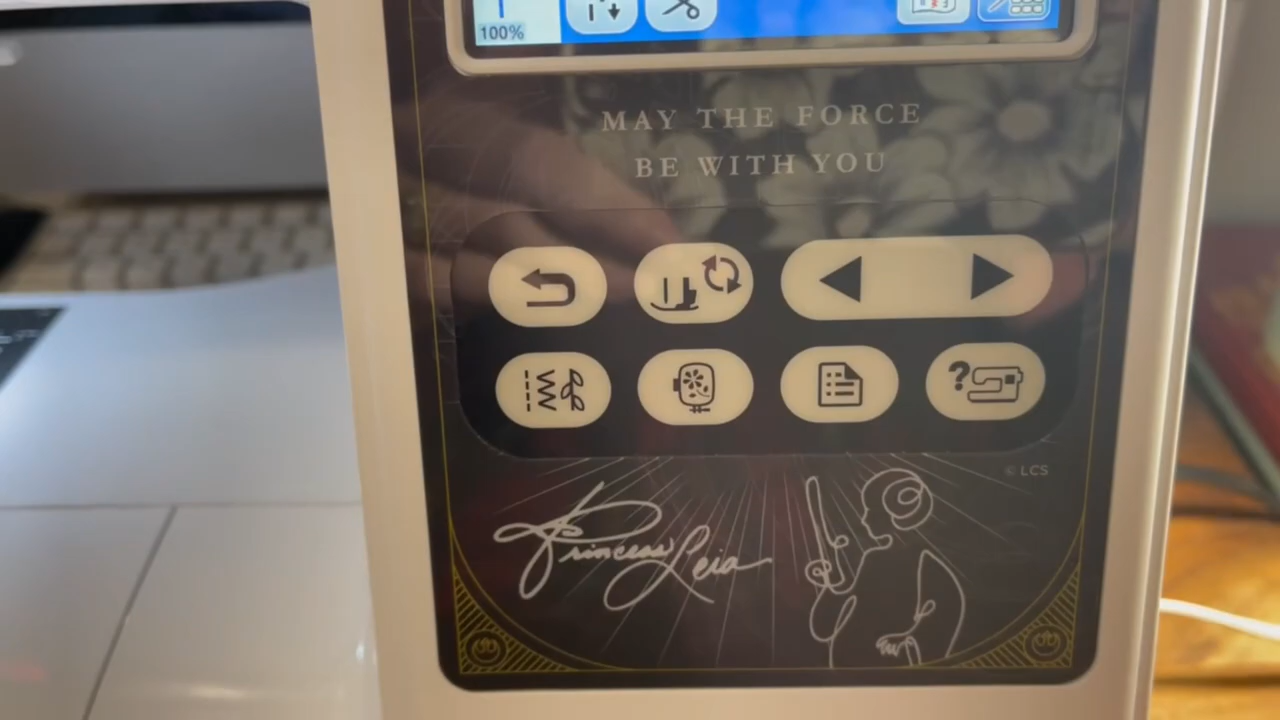 100%
MAY THE FORCE
BE WITH YOU
?
© LCS
Princess Leia